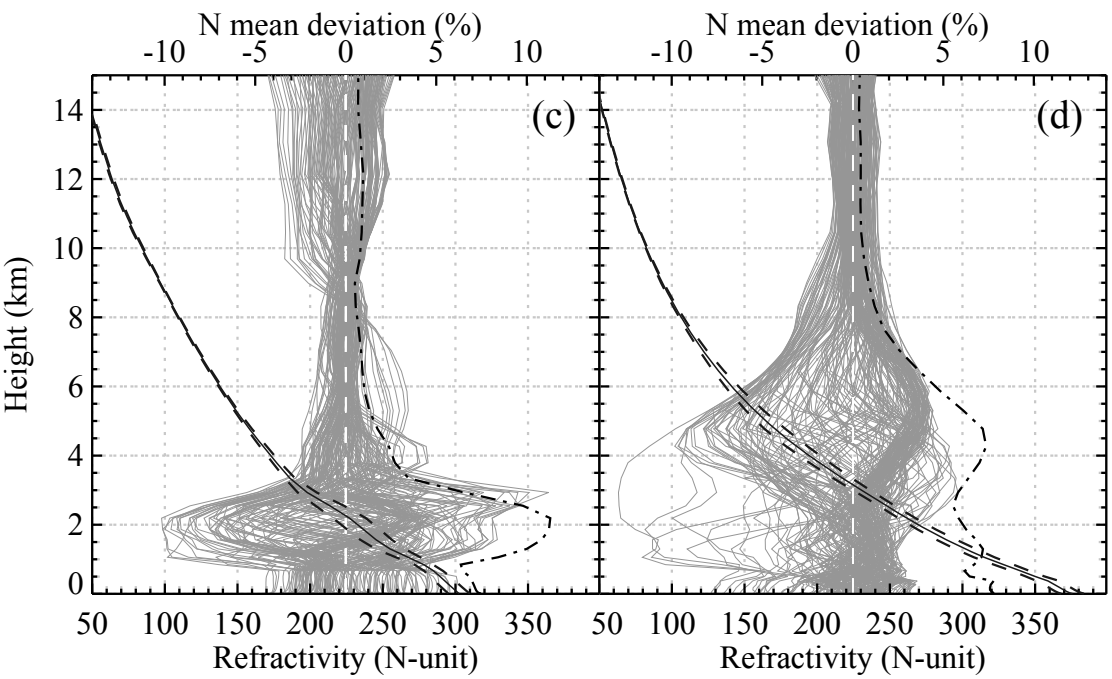 N mean deviation (%) N mean deviation (%)
-10 -5 0 5 10 -10 -5 0 5 10
14 (c) (d)
12
10
8
Height (km)
6
4
2
0
50 100 150 200 250 300 350 50 100 150 200 250 300 350
Refractivity (N-unit) Refractivity (N-unit)